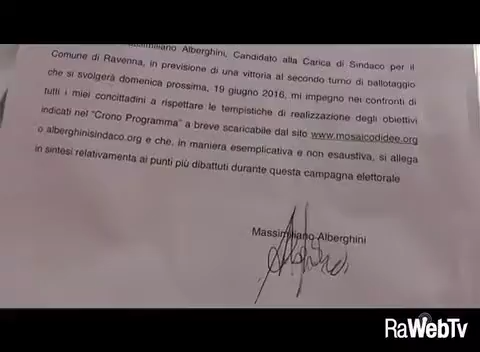 Massimiliano Alberghini, Candidato alla Carica di Sindaco per il
Comune di Ravenna, in previsione di una vittoria al secondo turno di ballotaggio
che si svolgerà domenica prossima, 19 giugno 2016, mi impegno nei confronti di
tutti i miei concittadini a rispettare le tempistiche di realizzazione degli obiettivi
indicati nel "Crono Programma" a breve scaricabile dal sito www.mosaicodidee.org
o alberghinisindaco.org e che, in maniera esemplicativa e non esaustiva, si allega
in sintesi relativamente ai punti più dibattuti durante questa campagna elettorale
Massimiliano Alberghini
RaWebTv